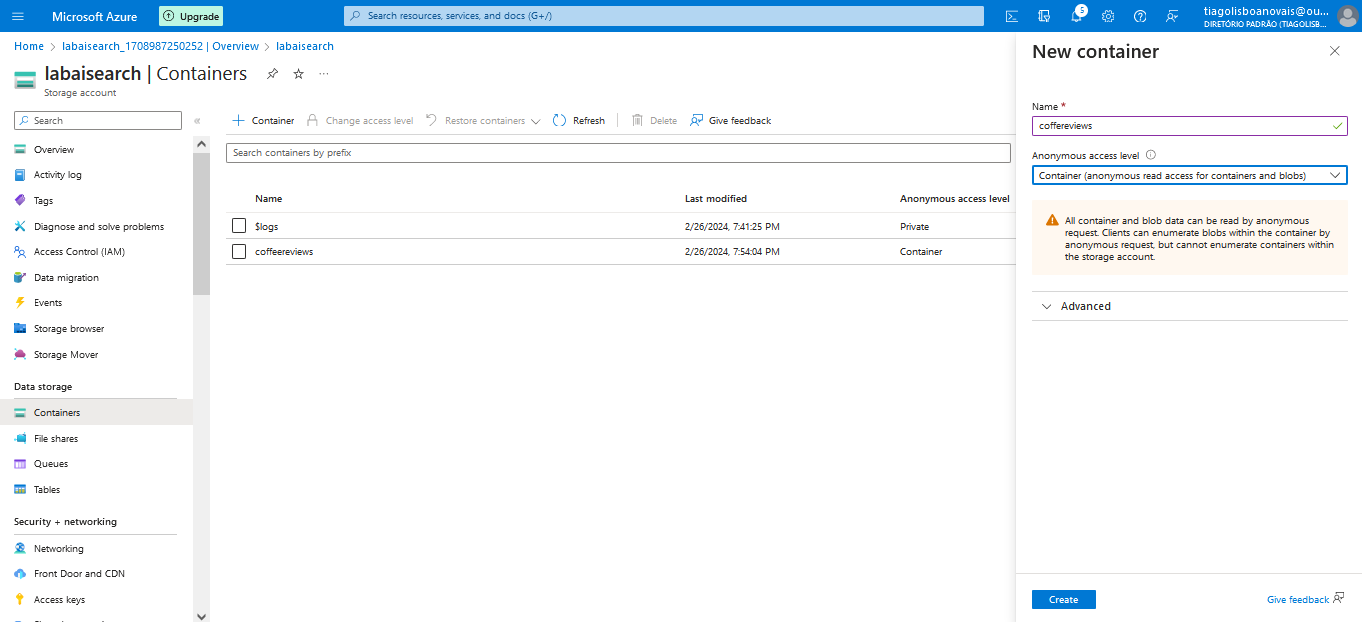 Microsoft Azure
Upgrade
Search resources, services, and docs (G+/)
5
tiagolisboanovais@ou...
DIRETÓRIO PADRÃO (TIAGOLISB...
Home > labaisearch_1708987250252 | Overview > labaisearch
labaisearch | Containers
...
Storage account
Search
«
Overview
Activity log
Tags
Diagnose and solve problems
Access Control (IAM)
Data migration
Events
Storage browser
Storage Mover
Data storage
Containers
File shares
Queues
Tables
Security + networking
Networking
Front Door and CDN
Access keys
Container
Change access level
Restore containers
Refresh
Delete
Give feedback
Search containers by prefix
Name Last modified Anonymous access level
$logs 2/26/2024, 7:41:25 PM Private
coffeereviews 2/26/2024, 7:54:04 PM Container
New container
Name *
coffereviews
Anonymous access level
Container (anonymous read access for containers and blobs)
All container and blob data can be read by anonymous
request. Clients can enumerate blobs within the container by
anonymous request, but cannot enumerate containers within
the storage account.
Advanced
Create
Give feedback